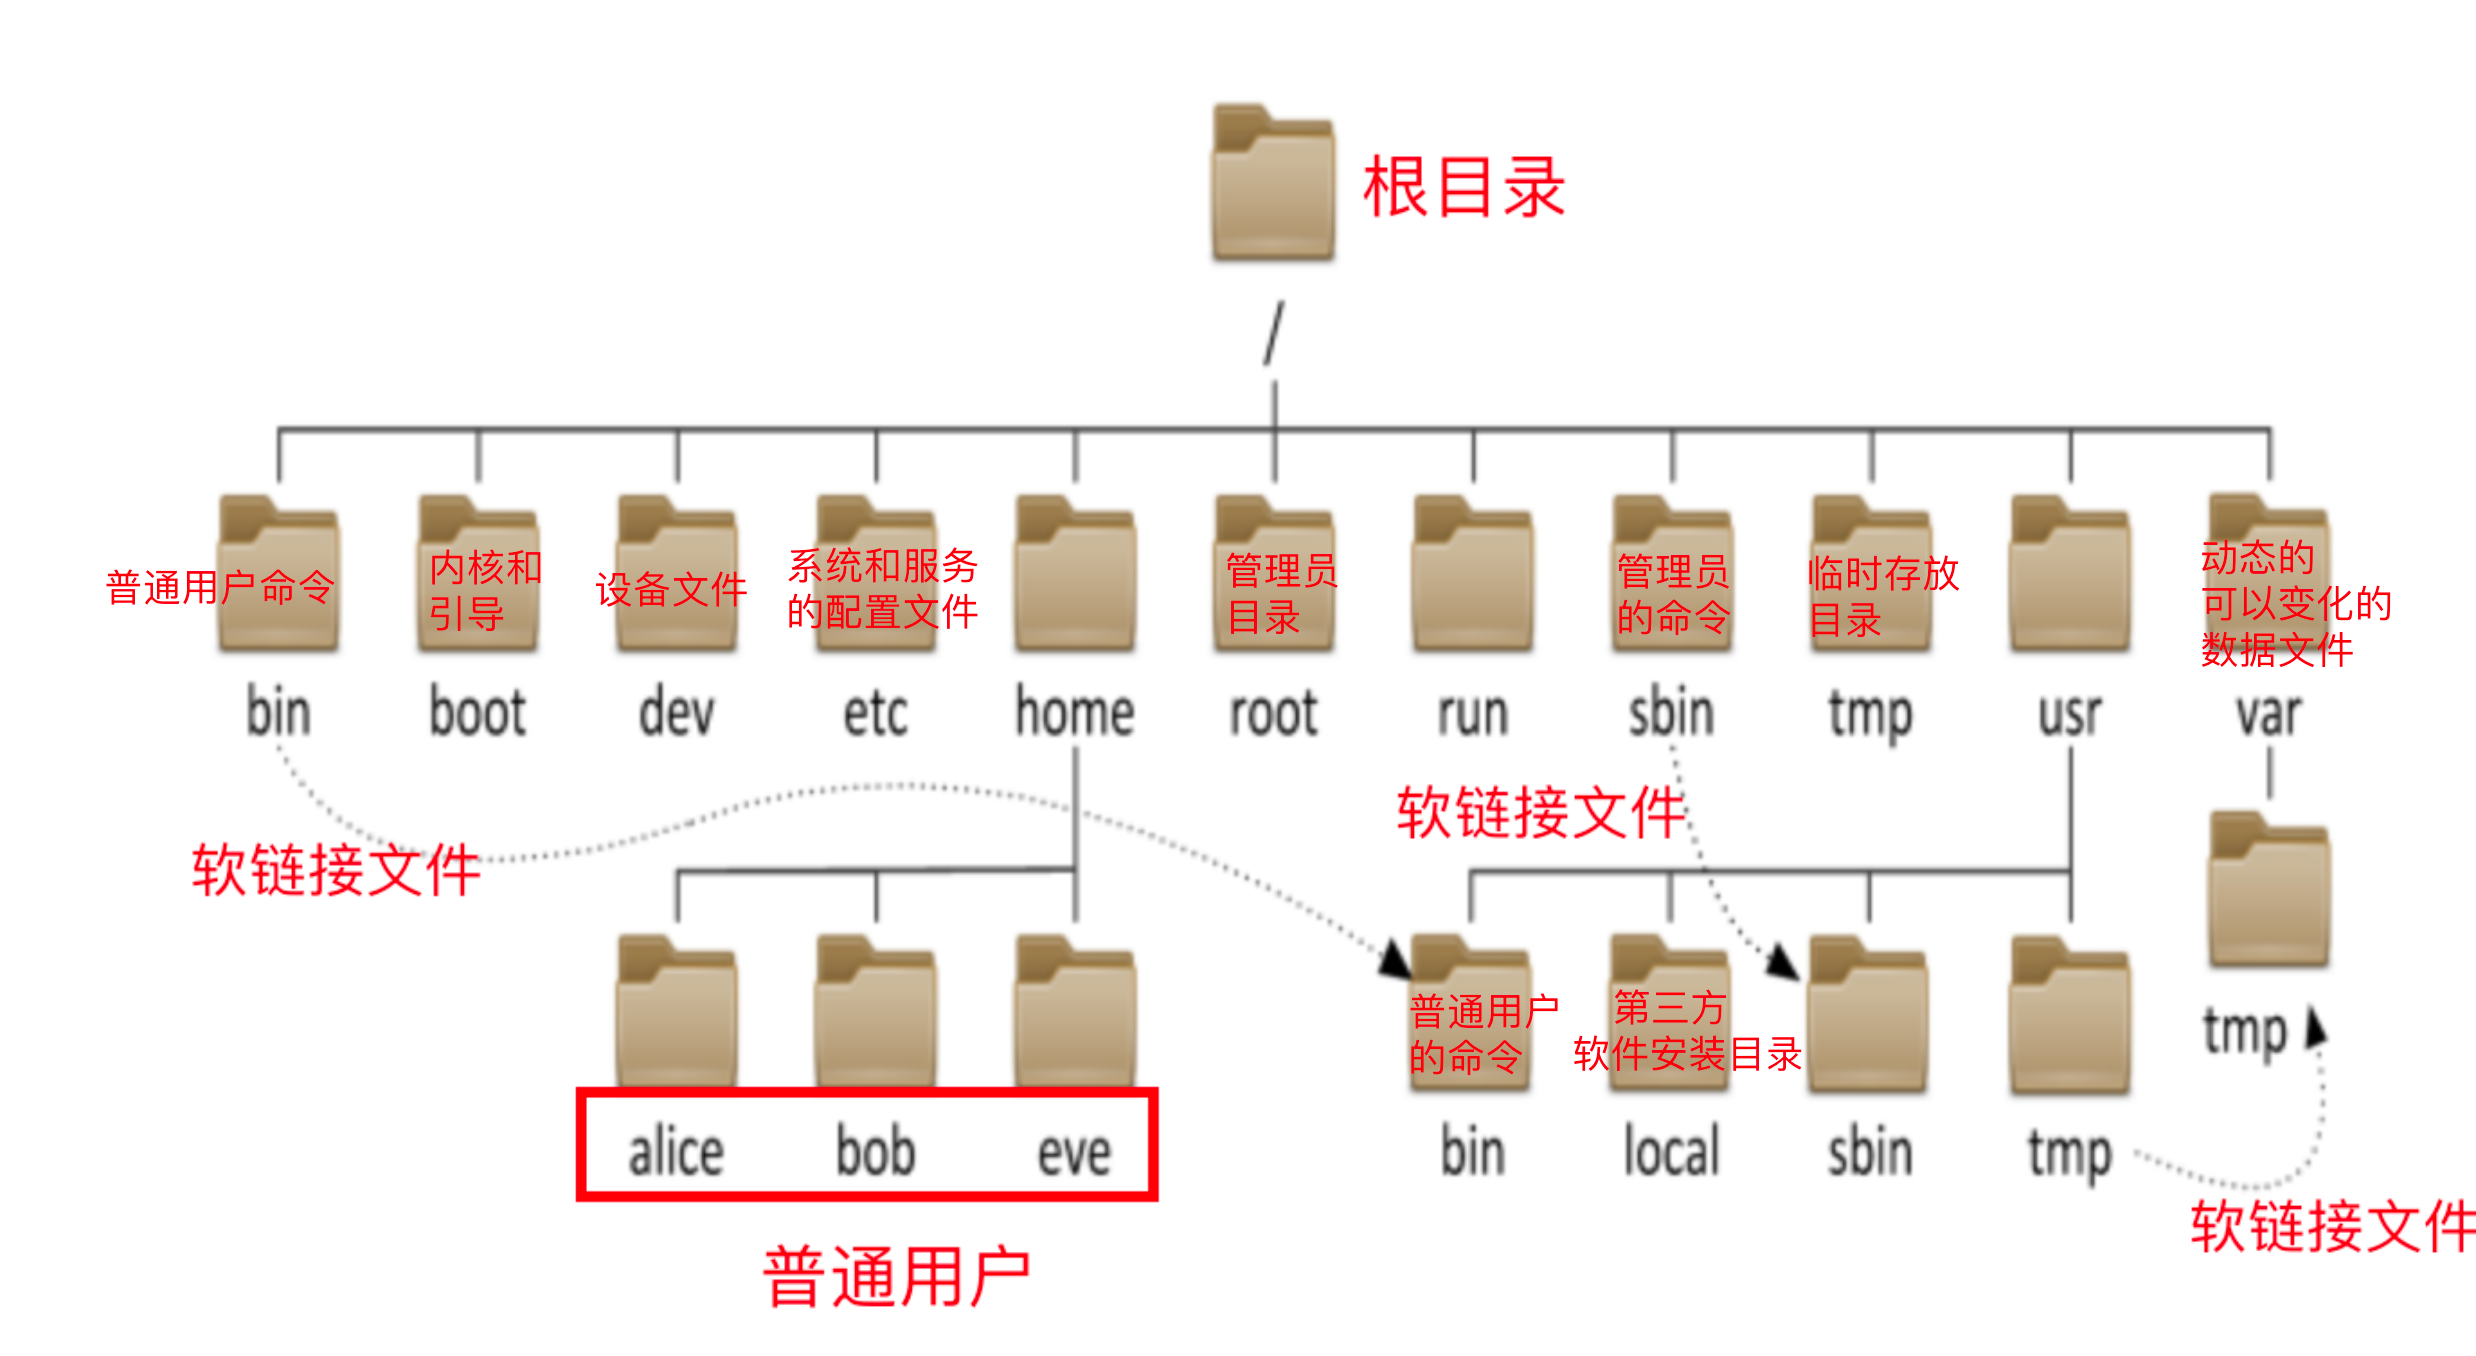 根目录
/
普通用户命令
内核和
引导
设备文件
系统和服务
的配置文件
管理员
目录
管理员
的命令
临时存放
目录
动态的
可以变化的
数据文件
bin
boot
dev
etc
home
root
run
sbin
tmp
usr
var
软链接文件
软链接文件
普通用户
的命令
第三方
软件安装目录
tmp
alice
bob
eve
bin
local
sbin
tmp
软链接文件
普通用户